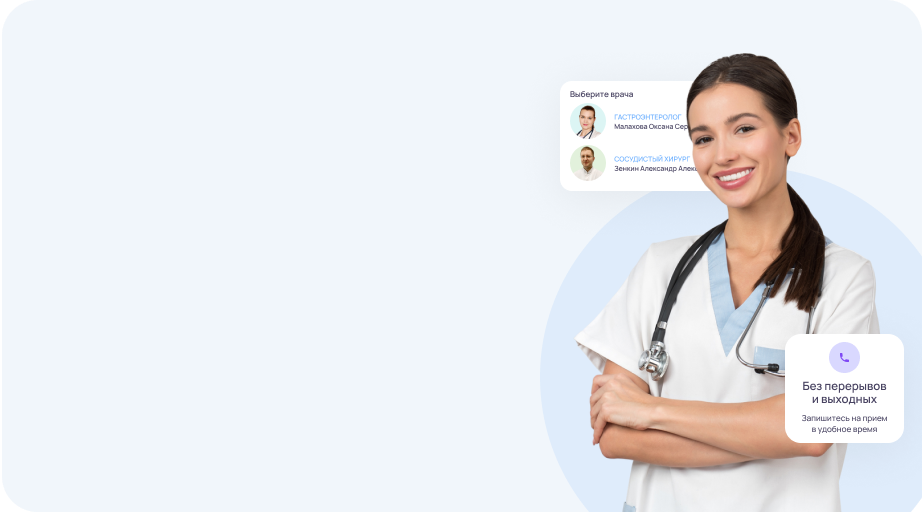 Выберите врача
ГАСТРОЭНТЕРОЛОГ
Малахова Оксана
СОСУДИСТЫЙ ХИРУРГ
Зенкин Александр
Без перерывов
и выходных
Запишитесь на прием
в удобное время